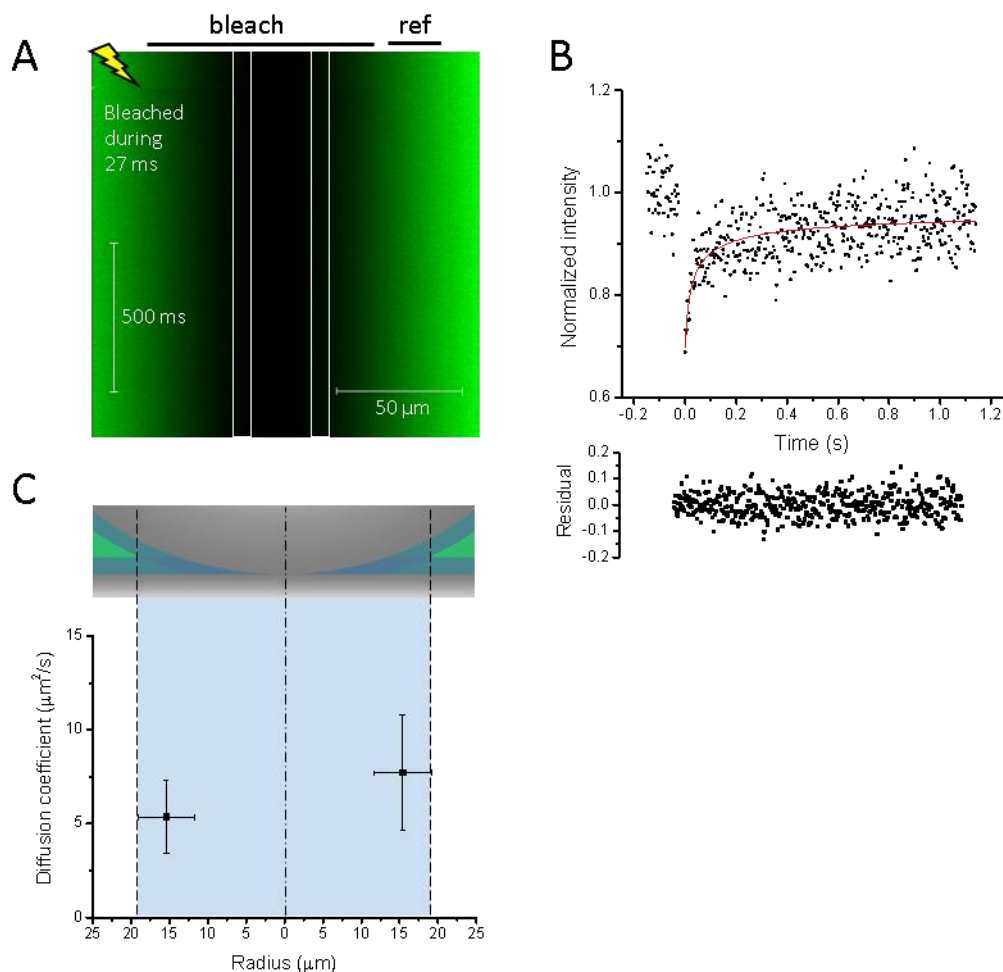 bleach
ref
A
Bleached
during
27 ms
500 ms
50 µm
B
1.2
1.0
0.8
0.6
Normalized intensity
-0.2 0.0 0.2 0.4 0.6 0.8 1.0 1.2
Time (s)
0.2
0.1
0.0
-0.1
-0.2
Residual
C
15
10
5
0
Diffusion coefficient (µm²/s)
25 20 15 10 5 0 5 10 15 20 25
Radius (µm)